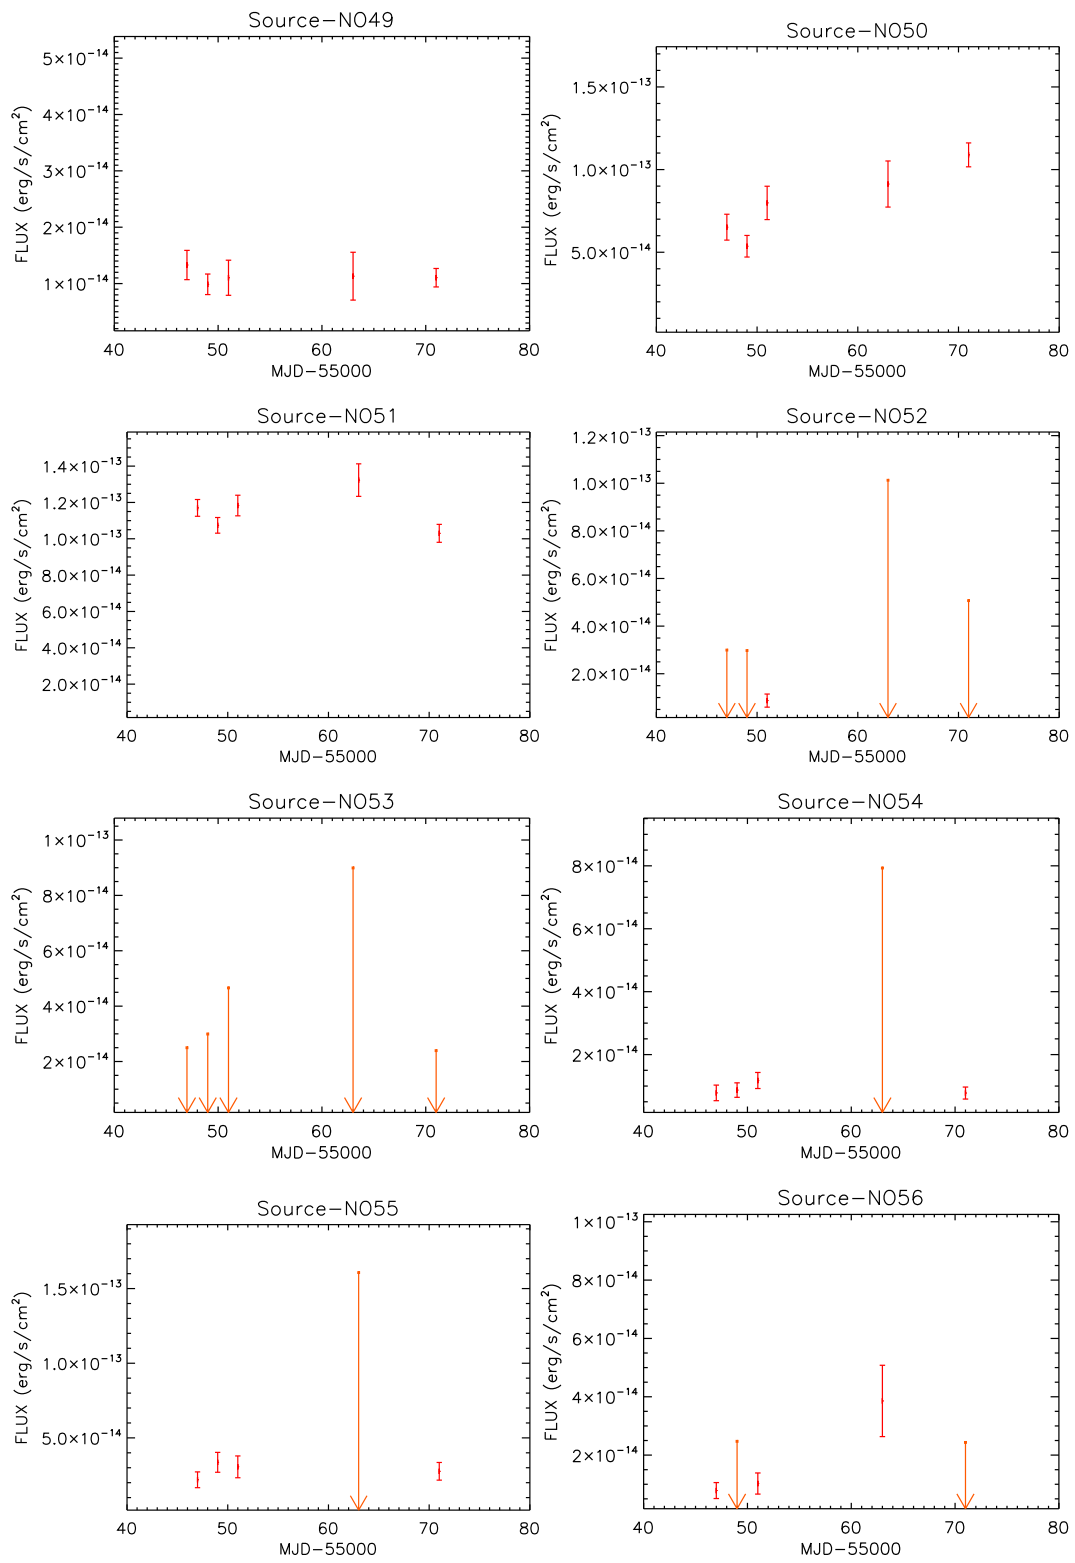 Source-NO49
FLUX (erg/s/cm²)
5×10⁻¹⁴
4×10⁻¹⁴
3×10⁻¹⁴
2×10⁻¹⁴
1×10⁻¹⁴
40 50 60 70 80
MJD-55000
Source-NO50
FLUX (erg/s/cm²)
1.5×10⁻¹³
1.0×10⁻¹³
5.0×10⁻¹⁴
40 50 60 70 80
MJD-55000
Source-NO51
FLUX (erg/s/cm²)
1.4×10⁻¹³
1.2×10⁻¹³
1.0×10⁻¹³
8.0×10⁻¹⁴
6.0×10⁻¹⁴
4.0×10⁻¹⁴
2.0×10⁻¹⁴
40 50 60 70 80
MJD-55000
Source-NO52
FLUX (erg/s/cm²)
1.2×10⁻¹³
1.0×10⁻¹³
8.0×10⁻¹⁴
6.0×10⁻¹⁴
4.0×10⁻¹⁴
2.0×10⁻¹⁴
40 50 60 70 80
MJD-55000
Source-NO53
FLUX (erg/s/cm²)
1×10⁻¹³
8×10⁻¹⁴
6×10⁻¹⁴
4×10⁻¹⁴
2×10⁻¹⁴
40 50 60 70 80
MJD-55000
Source-NO54
FLUX (erg/s/cm²)
8×10⁻¹⁴
6×10⁻¹⁴
4×10⁻¹⁴
2×10⁻¹⁴
40 50 60 70 80
MJD-55000
Source-NO55
FLUX (erg/s/cm²)
1.5×10⁻¹³
1.0×10⁻¹³
5.0×10⁻¹⁴
40 50 60 70 80
MJD-55000
Source-NO56
FLUX (erg/s/cm²)
1×10⁻¹³
8×10⁻¹⁴
6×10⁻¹⁴
4×10⁻¹⁴
2×10⁻¹⁴
40 50 60 70 80
MJD-55000